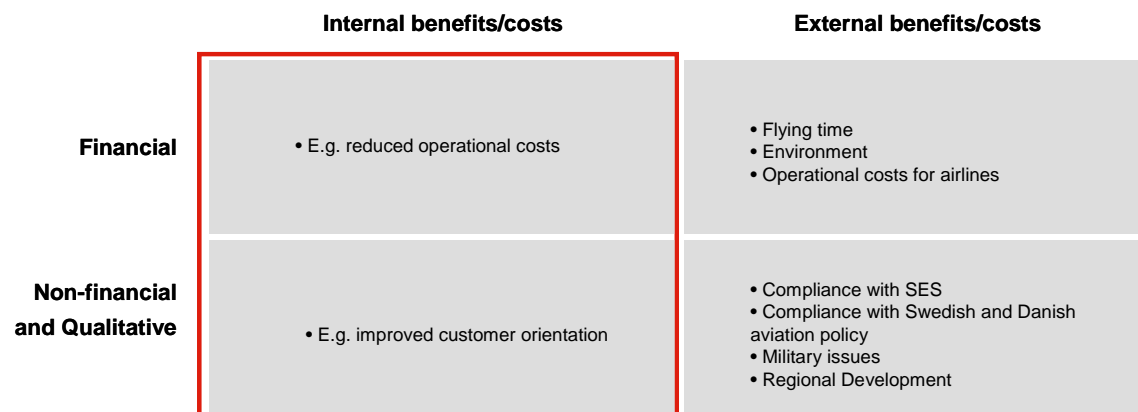 Internal benefits/costs
External benefits/costs
Financial
• E.g. reduced operational costs
• Flying time
• Environment
• Operational costs for airlines
Non-financial
and Qualitative
• E.g. improved customer orientation
• Compliance with SES
• Compliance with Swedish and Danish
aviation policy
• Military issues
• Regional Development